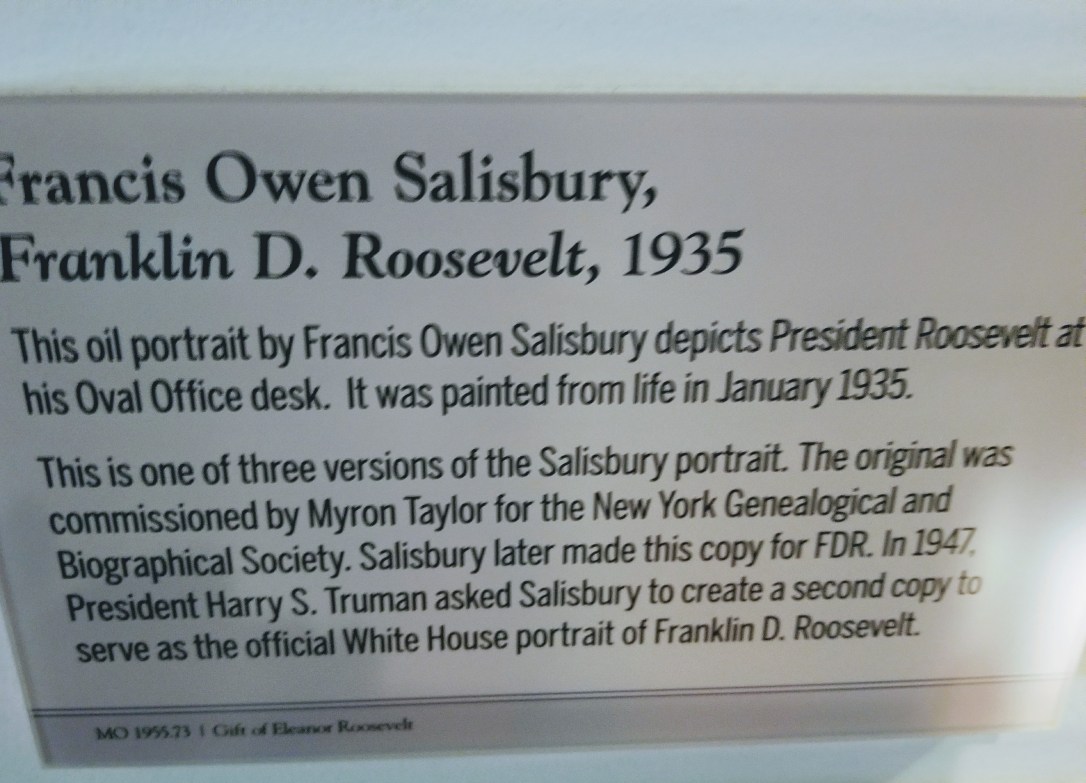 Francis Owen Salisbury,
Franklin D. Roosevelt, 1935
This oil portrait by Francis Owen Salisbury depicts President Roosevelt at
his Oval Office desk. It was painted from life in January 1935.
This is one of three versions of the Salisbury portrait. The original was
commissioned by Myron Taylor for the New York Genealogical and
Biographical Society. Salisbury later made this copy for FDR. In 1947,
President Harry S. Truman asked Salisbury to create a second copy to
serve as the official White House portrait of Franklin D. Roosevelt.
MO 1955.73 | Gift of Eleanor Roosevelt